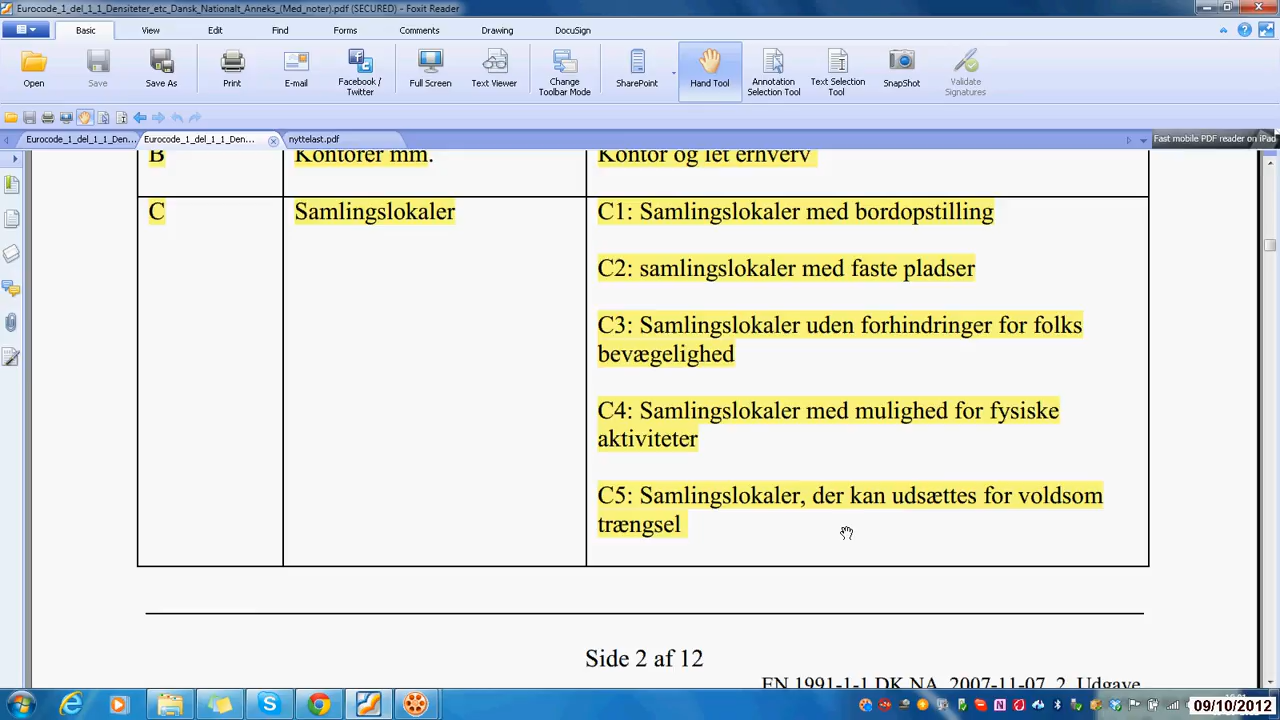 Eurocode_1_del_1_1_Densiteter_etc_Dansk_Nationalt_Anneks_(Med_noter).pdf (SECURED) - Foxit Reader
Basic View Edit Find Forms Comments Drawing DocuSign
Open Save Save As Print E-mail Facebook / Twitter Full Screen Text Viewer Change Toolbar Mode SharePoint Hand Tool Annotation Selection Tool Text Selection Tool SnapShot Validate Signatures
Eurocode_1_del_1_1_Den... Eurocode_1_del_1_1_Den... nyttelast.pdf Fast mobile PDF reader on iPad
B Kontorer mm. Kontor og let erhverv
C Samlingslokaler C1: Samlingslokaler med bordopstilling
C2: samlingslokaler med faste pladser
C3: Samlingslokaler uden forhindringer for folks
bevægelighed
C4: Samlingslokaler med mulighed for fysiske
aktiviteter
C5: Samlingslokaler, der kan udsættes for voldsom
trængsel
Side 2 af 12
EN 1991-1-1 DK NA 2007-11-07 2. Udgave
09/10/2012